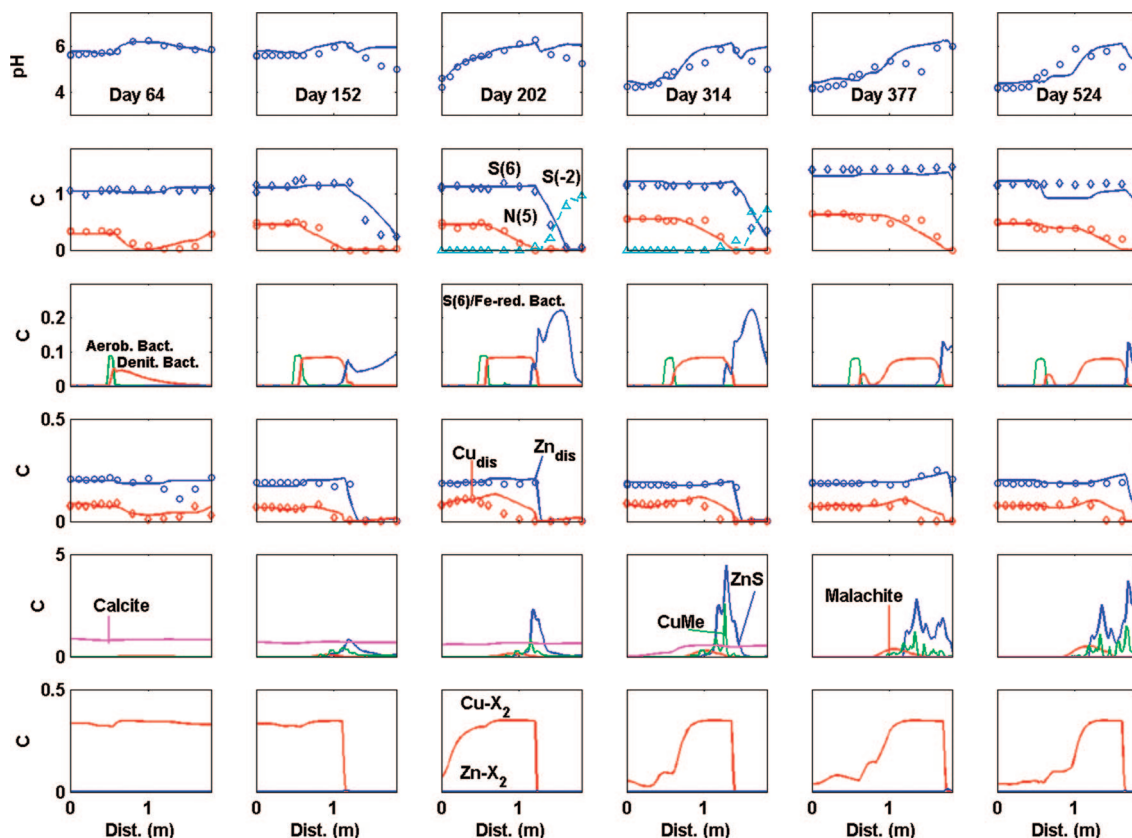 pH
6
4
Day 64
Day 152
Day 202
Day 314
Day 377
Day 524
C
1
0
S(6)
S(-2)
N(5)
C
0.2
0.1
0
Aerob. Bact.
Denit. Bact.
S(6)/Fe-red. Bact.
C
0.5
0
Cu_dis
Zn_dis
C
5
0
Calcite
CuMe
ZnS
Malachite
C
0.5
0
Cu-X₂
Zn-X₂
0 1
0 1
0 1
0 1
0 1
0 1
Dist. (m)
Dist. (m)
Dist. (m)
Dist. (m)
Dist. (m)
Dist. (m)